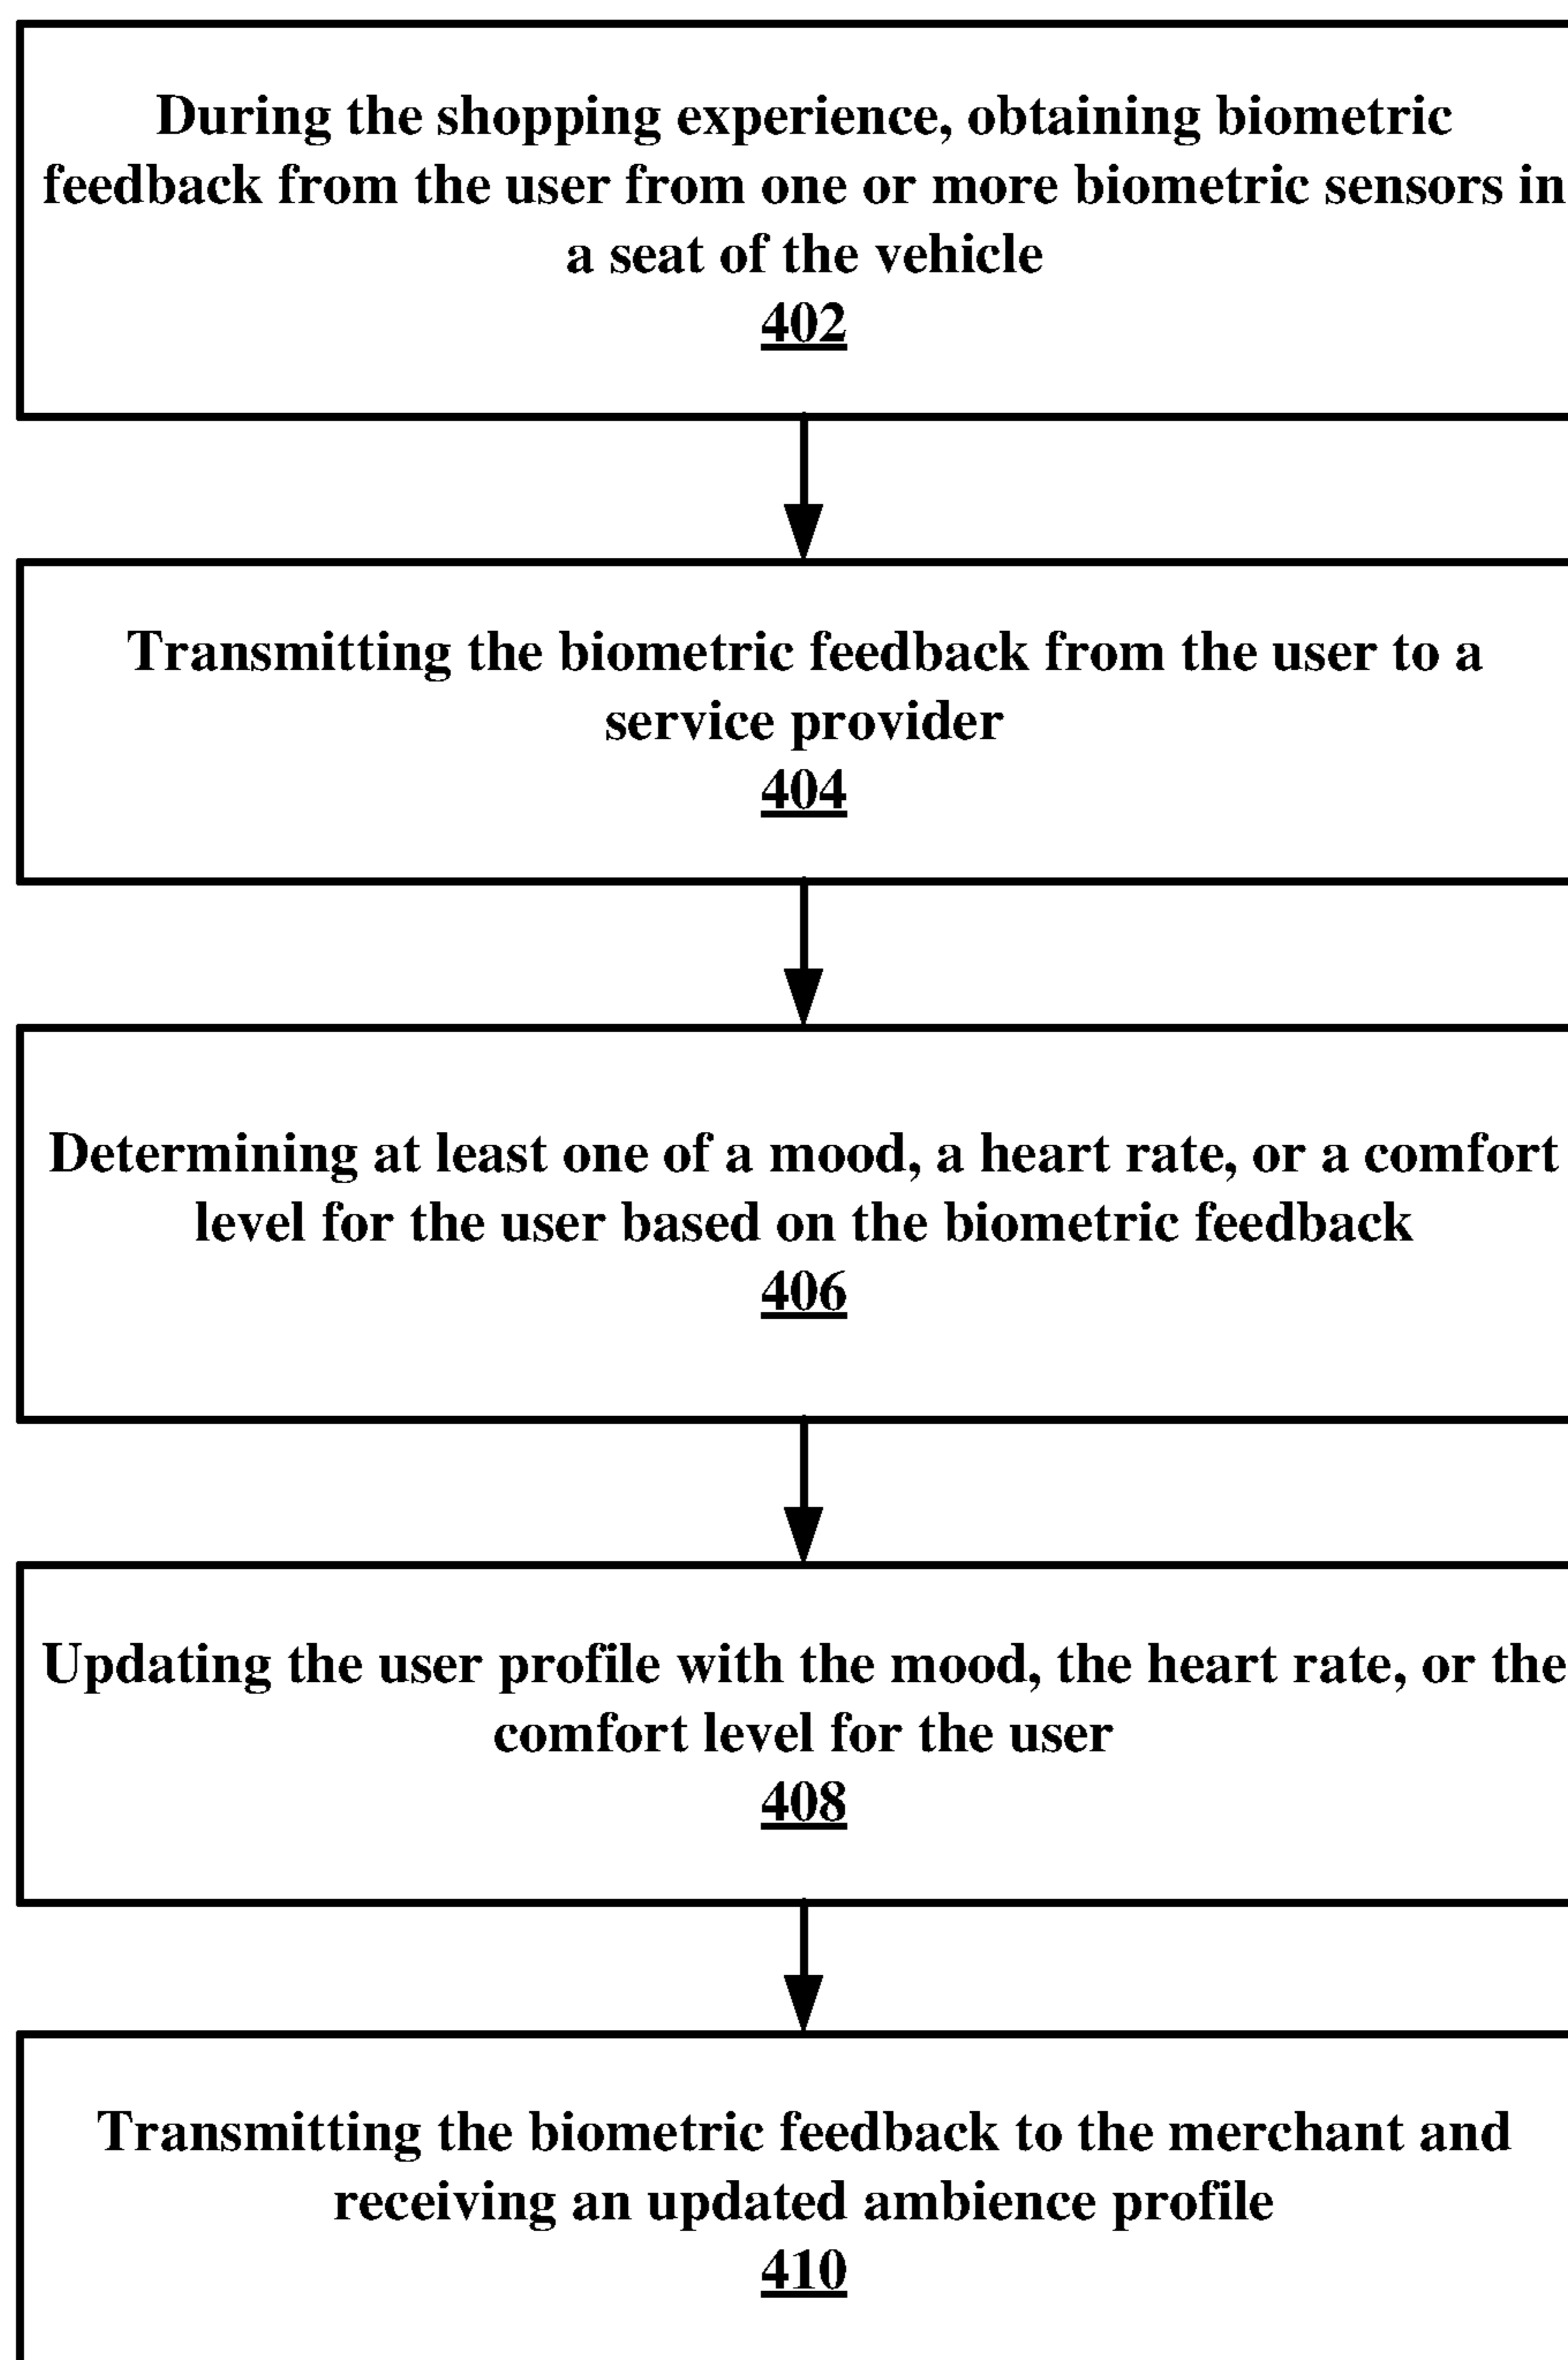 During the shopping experience, obtaining biometric
feedback from the user from one or more biometric sensors in
a seat of the vehicle
402
Transmitting the biometric feedback from the user to a
service provider
404
Determining at least one of a mood, a heart rate, or a comfort
level for the user based on the biometric feedback
406
Updating the user profile with the mood, the heart rate, or the
comfort level for the user
408
Transmitting the biometric feedback to the merchant and
receiving an updated ambience profile
410